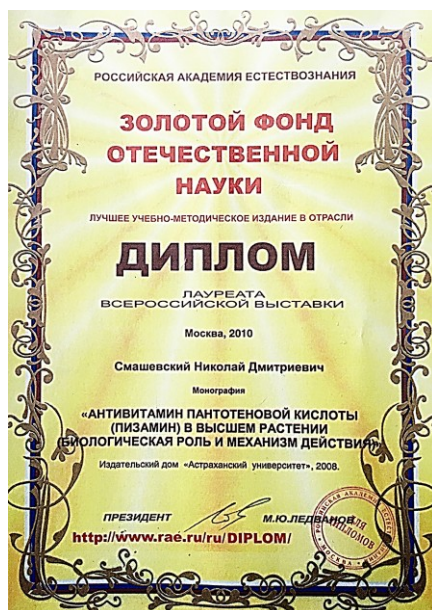 РОССИЙСКАЯ АКАДЕМИЯ ЕСТЕСТВОЗНАНИЯ
ЗОЛОТОЙ ФОНД
ОТЕЧЕСТВЕННОЙ
НАУКИ
ЛУЧШЕЕ УЧЕБНО-МЕТОДИЧЕСКОЕ ИЗДАНИЕ В ОТРАСЛИ
ДИПЛОМ
ЛАУРЕАТА
ВСЕРОССИЙСКОЙ ВЫСТАВКИ
Москва, 2010
Смашевский Николай Дмитриевич
Монография
«АНТИВИТАМИН ПАНТОТЕНОВОЙ КИСЛОТЫ
(ПИЗАМИН) В ВЫСШЕМ РАСТЕНИИ
(БИОЛОГИЧЕСКАЯ РОЛЬ И МЕХАНИЗМ ДЕЙСТВИЯ)»
Издательский дом «Астраханский университет», 2008.
ПРЕЗИДЕНТ М.Ю.ЛЕДВАНОВ
http://www.rae.ru/ru/DIPLOM/
ДЛЯ
ДИПЛОМОВ